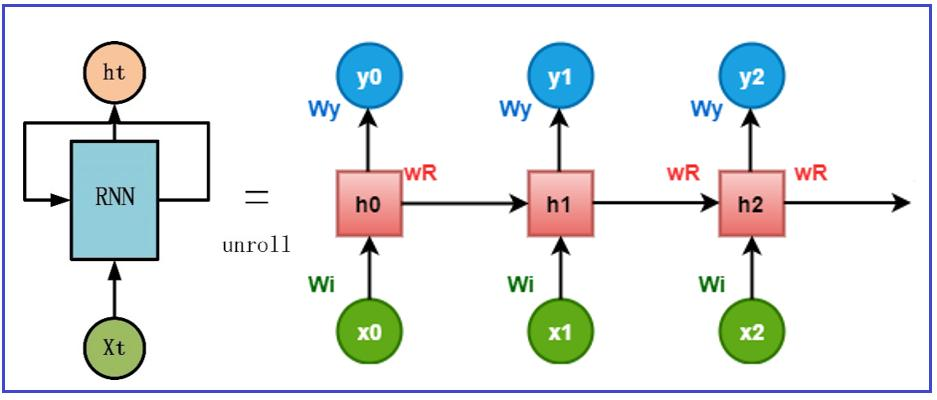 ht
RNN
Xt
=
unroll
y0 y1 y2
Wy Wy Wy
wR wR wR
h0 h1 h2
Wi Wi Wi
x0 x1 x2